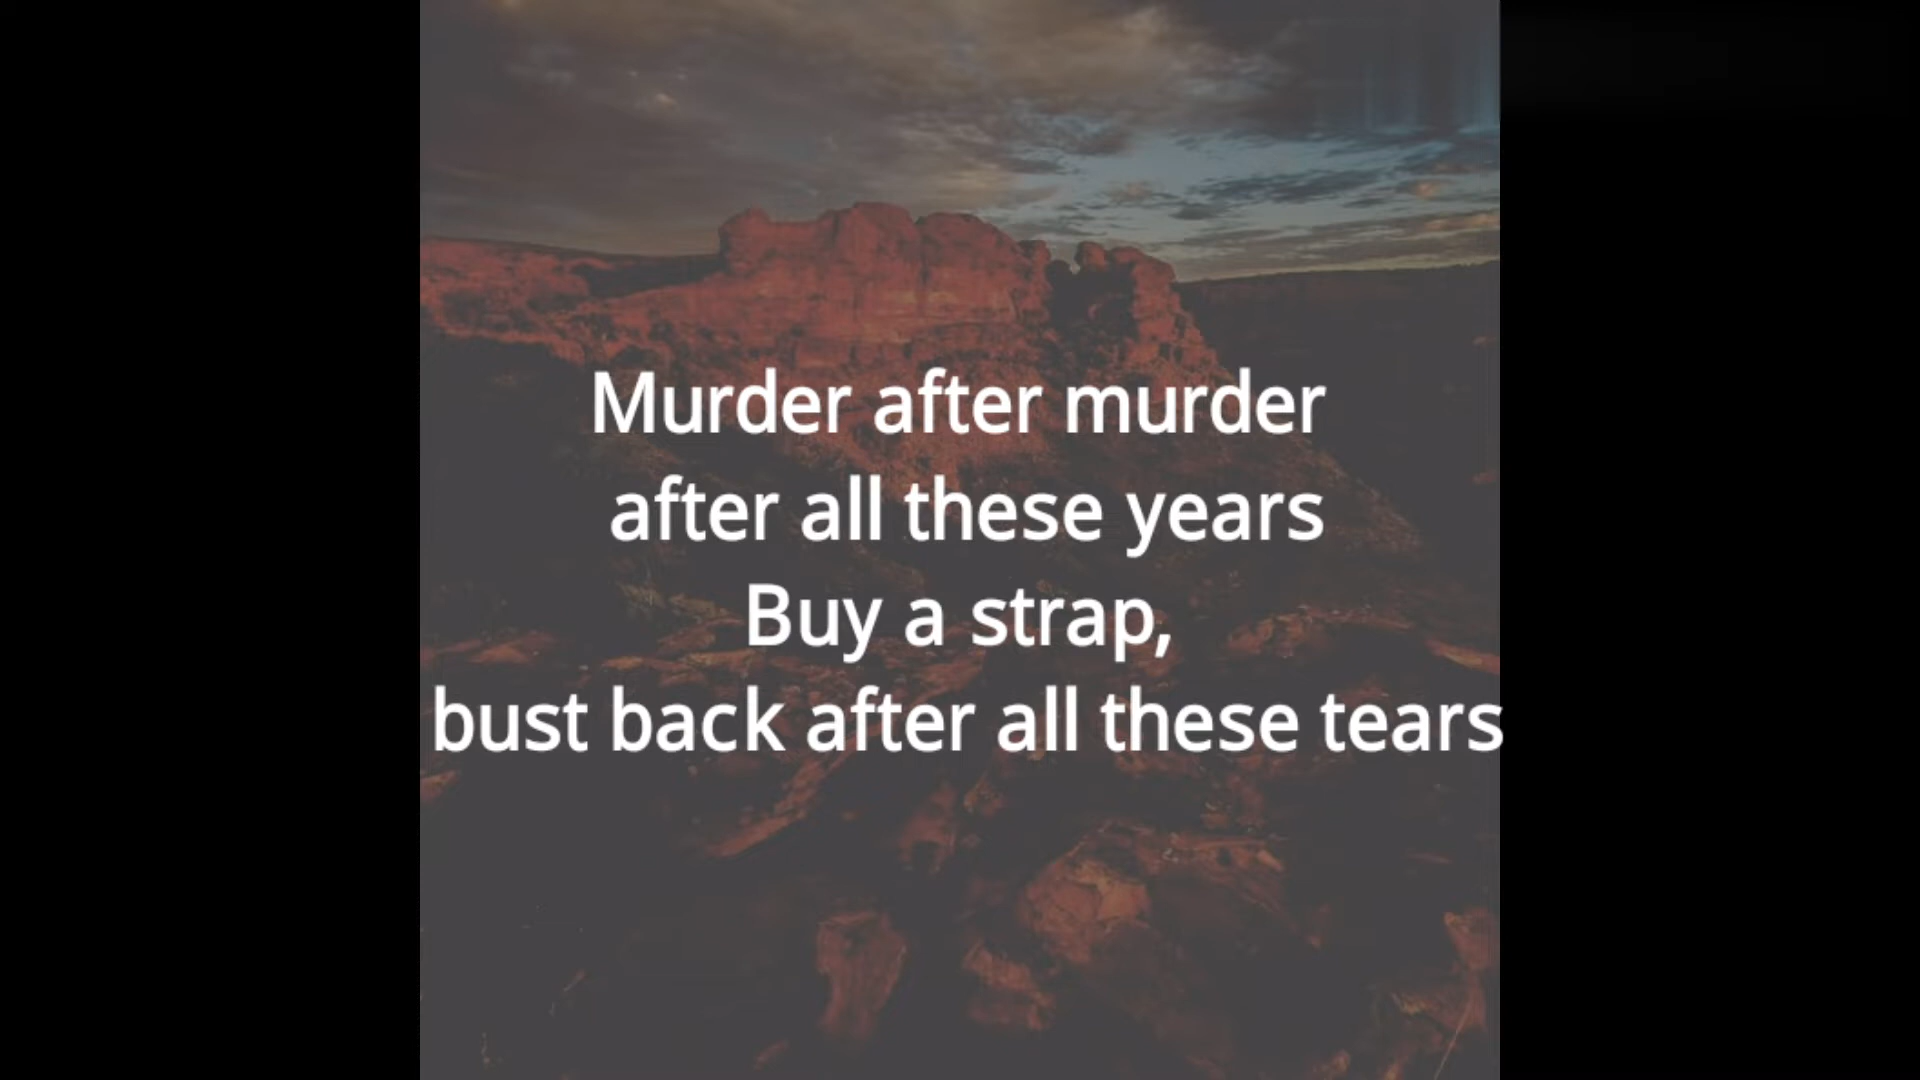 Murder after murder
after all these years
Buy a strap,
bust back after all these tears